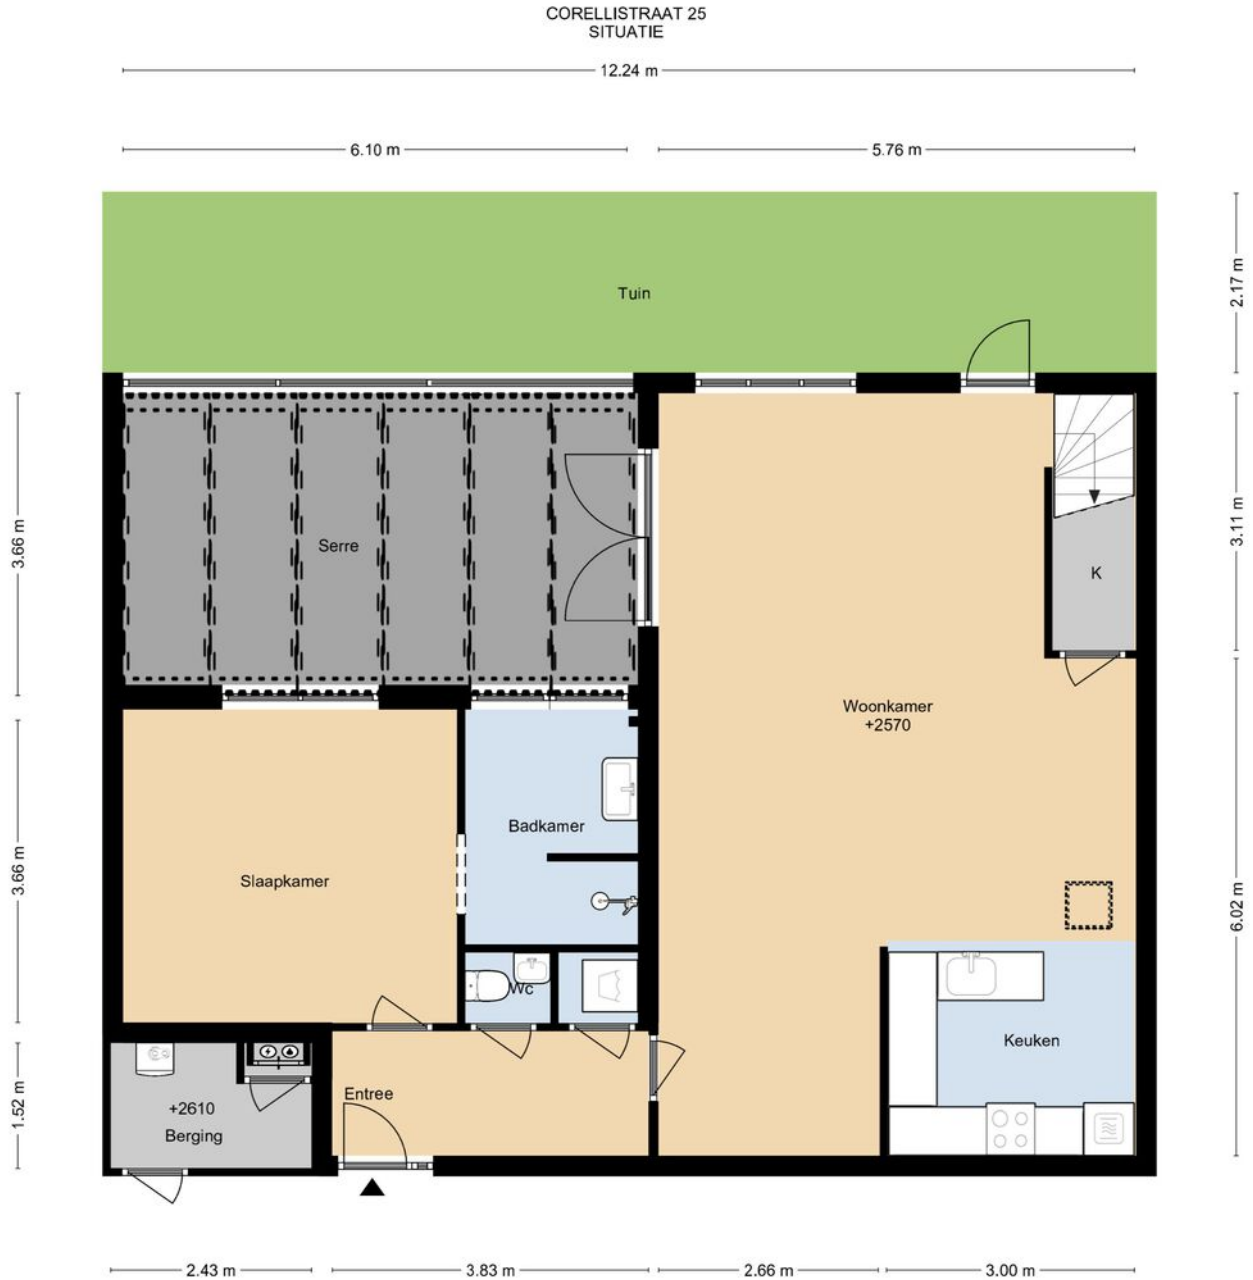 CORELLISTRAAT 25
SITUATIE
12.24 m
6.10 m
5.76 m
Tuin
2.17 m
3.66 m
Serre
3.11 m
K
Woonkamer
+2570
Badkamer
3.66 m
Slaapkamer
6.02 m
Wc
Keuken
Entree
1.52 m
+2610
Berging
2.43 m
3.83 m
2.66 m
3.00 m